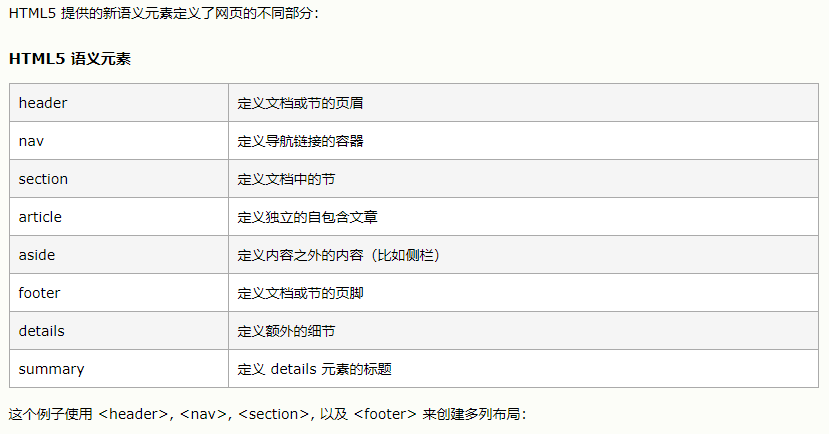 HTML5 提供的新语义元素定义了网页的不同部分：
HTML5 语义元素
header 定义文档或节的页眉
nav 定义导航链接的容器
section 定义文档中的节
article 定义独立的自包含文章
aside 定义内容之外的内容（比如侧栏）
footer 定义文档或节的页脚
details 定义额外的细节
summary 定义 details 元素的标题
这个例子使用 <header>, <nav>, <section>, 以及 <footer> 来创建多列布局：